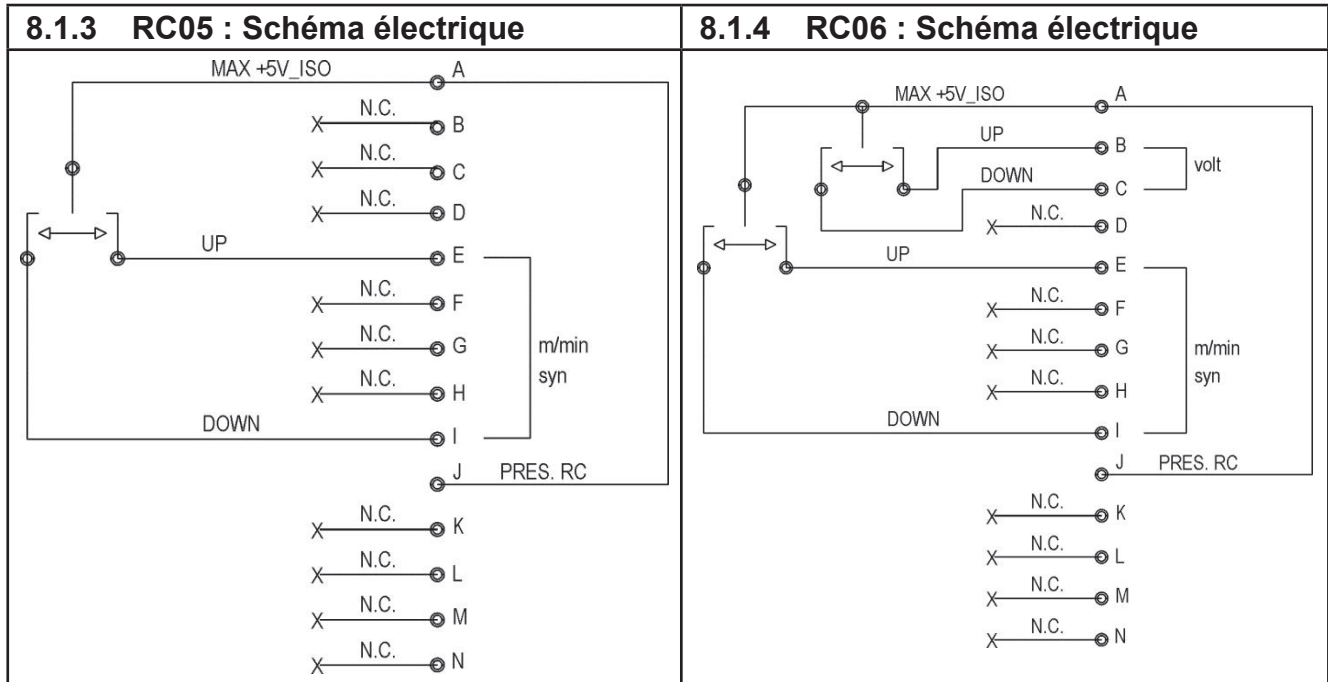 8.1.3 RC05 : Schéma électrique
MAX +5V_ISO A
N.C. B
N.C. C
N.C. D
UP E
N.C. F
N.C. G
m/min
syn
N.C. H
DOWN I
J PRES. RC
N.C. K
N.C. L
N.C. M
N.C. N
8.1.4 RC06 : Schéma électrique
MAX +5V_ISO A
UP B
volt
DOWN C
N.C. D
UP E
N.C. F
N.C. G
m/min
syn
N.C. H
DOWN I
J PRES. RC
N.C. K
N.C. L
N.C. M
N.C. N